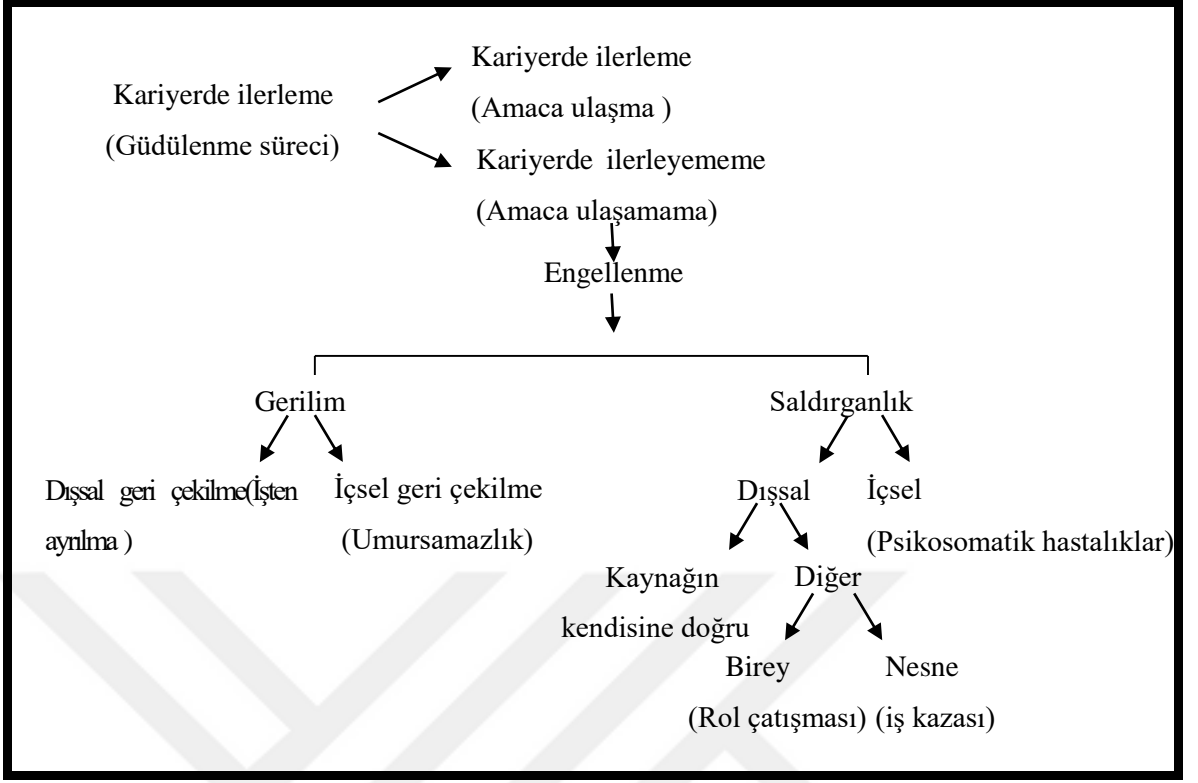 Kariyerde ilerleme
(Güdülenme süreci)
Kariyerde ilerleme
(Amaca ulaşma )
Kariyerde ilerleyememe
(Amaca ulaşamama)
Engellenme
Gerilim
Saldırganlık
Dışsal geri çekilme(İşten
ayrılma )
İçsel geri çekilme
(Umursamazlık)
Dışsal
İçsel
(Psikosomatik hastalıklar)
Kaynağın
kendisine doğru
Diğer
Birey
(Rol çatışması)
Nesne
(iş kazası)